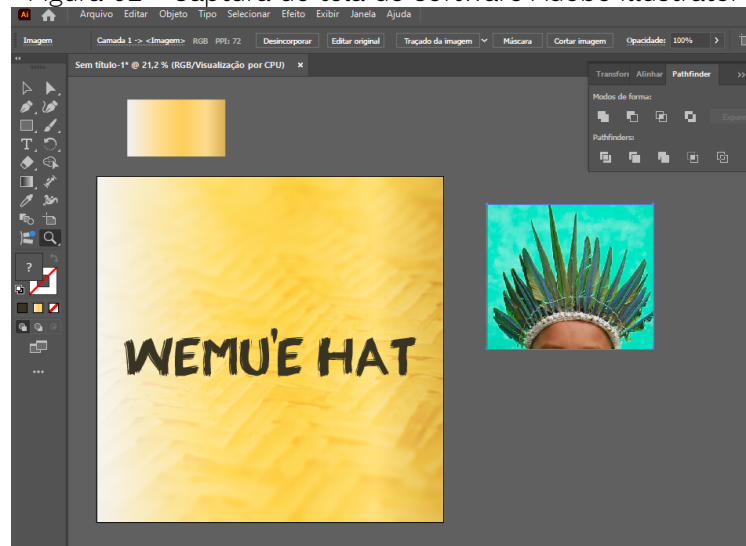 Figura 02 - Captura de tela do software Adobe Illustrator
Ai Arquivo Editar Objeto Tipo Selecionar Efeito Exibir Janela Ajuda
Imagem Camada 1 -> <Imagem> RGB PPI: 72 Desincorporar Editar original Traçado da imagem Máscara Cortar imagem Opacidade: 100%
Sem título-1* @ 21,2 % (RGB/Visualização por CPU) ×
Transfori Alinhar Pathfinder
Modos de forma:
Expand
Pathfinders:
WEMU'E HAT